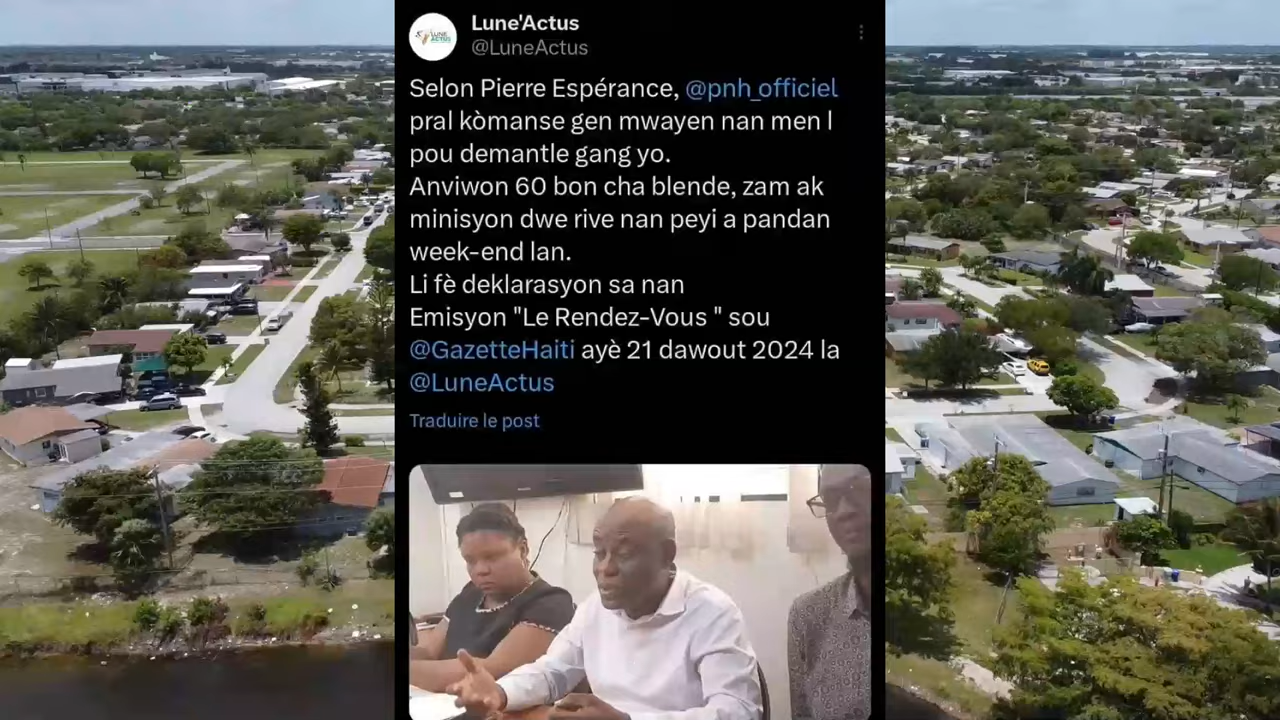 LUNE
ACTUS
Lune'Actus
@LuneActus
Selon Pierre Espérance, @pnh_officiel
pral kòmanse gen mwayen nan men l
pou demantle gang yo.
Anviwon 60 bon cha blende, zam ak
minisyon dwe rive nan peyi a pandan
week-end lan.
Li fè deklarasyon sa nan
Emisyon "Le Rendez-Vous " sou
@GazetteHaiti ayè 21 dawout 2024 la
@LuneActus
Traduire le post